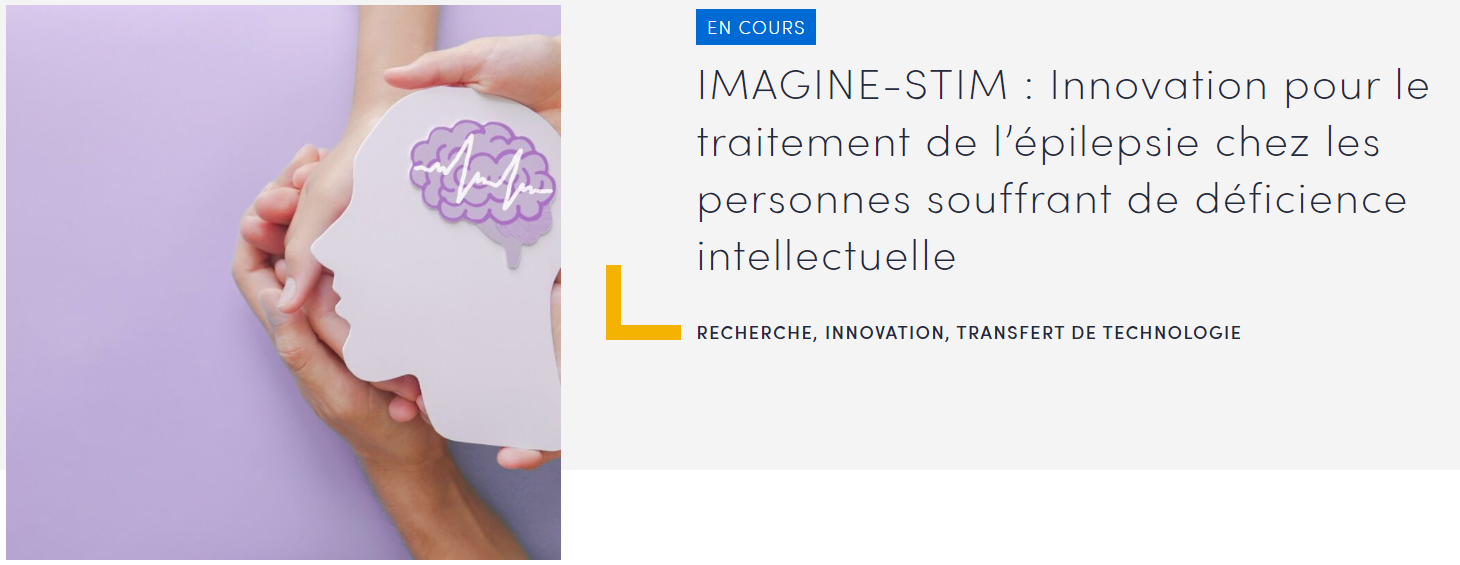 EN COURS
IMAGINE-STIM : Innovation pour le
traitement de l’épilepsie chez les
personnes souffrant de déficience
intellectuelle
RECHERCHE, INNOVATION, TRANSFERT DE TECHNOLOGIE